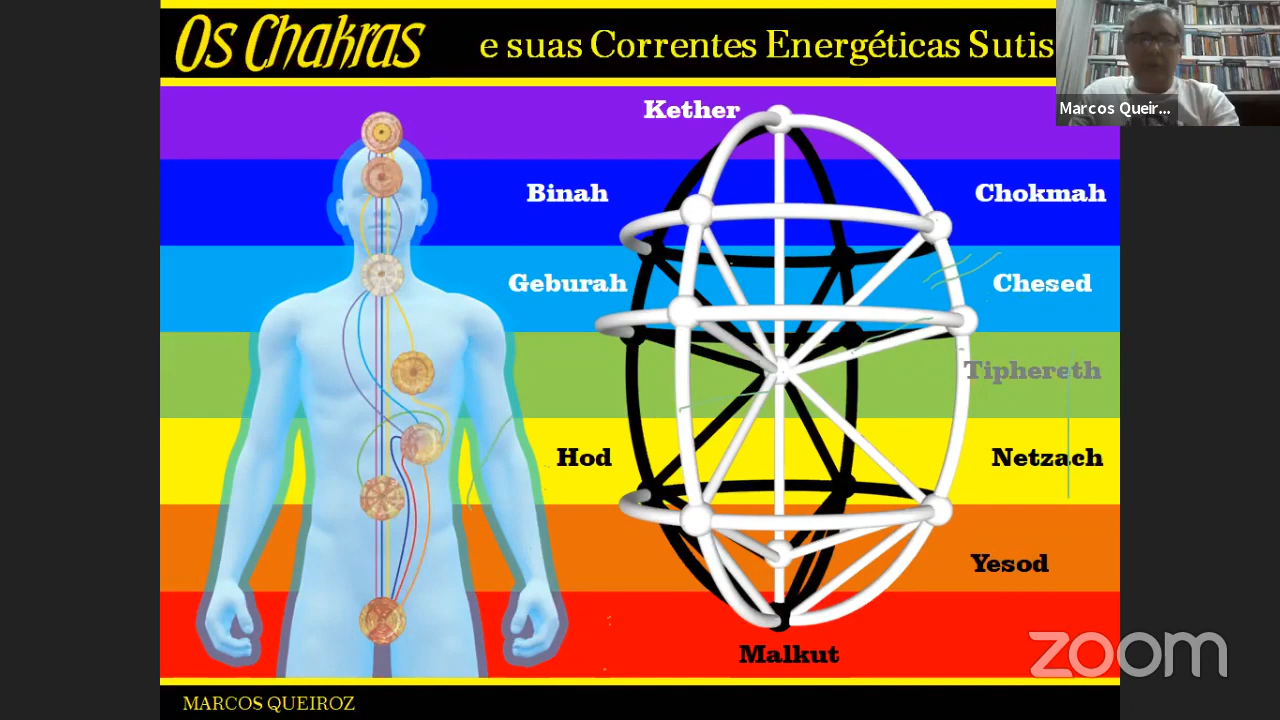 Os Chakras e suas Correntes Energéticas Sutis
Marcos Queir...
Kether
Binah Chokmah
Geburah Chesed
Tiphereth
Hod Netzach
Yesod
Malkut
zoom
MARCOS QUEIROZ